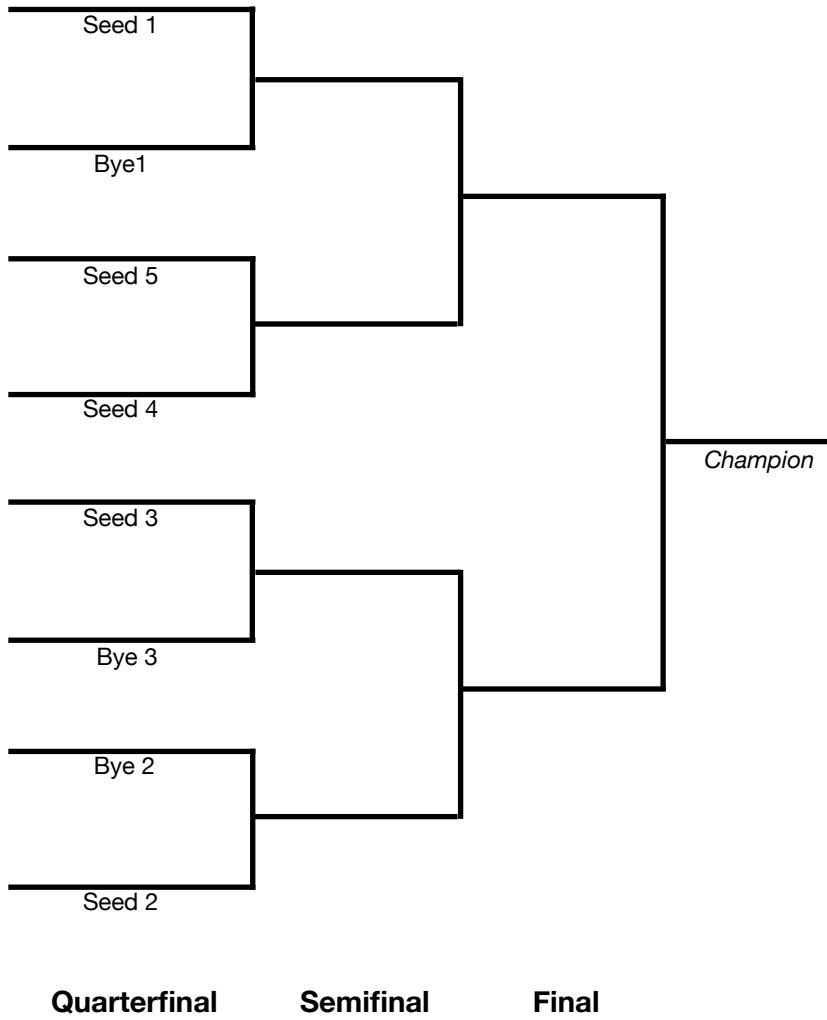 Seed 1
Bye1
Seed 5
Seed 4
Champion
Seed 3
Bye 3
Bye 2
Seed 2
Quarterfinal Semifinal Final